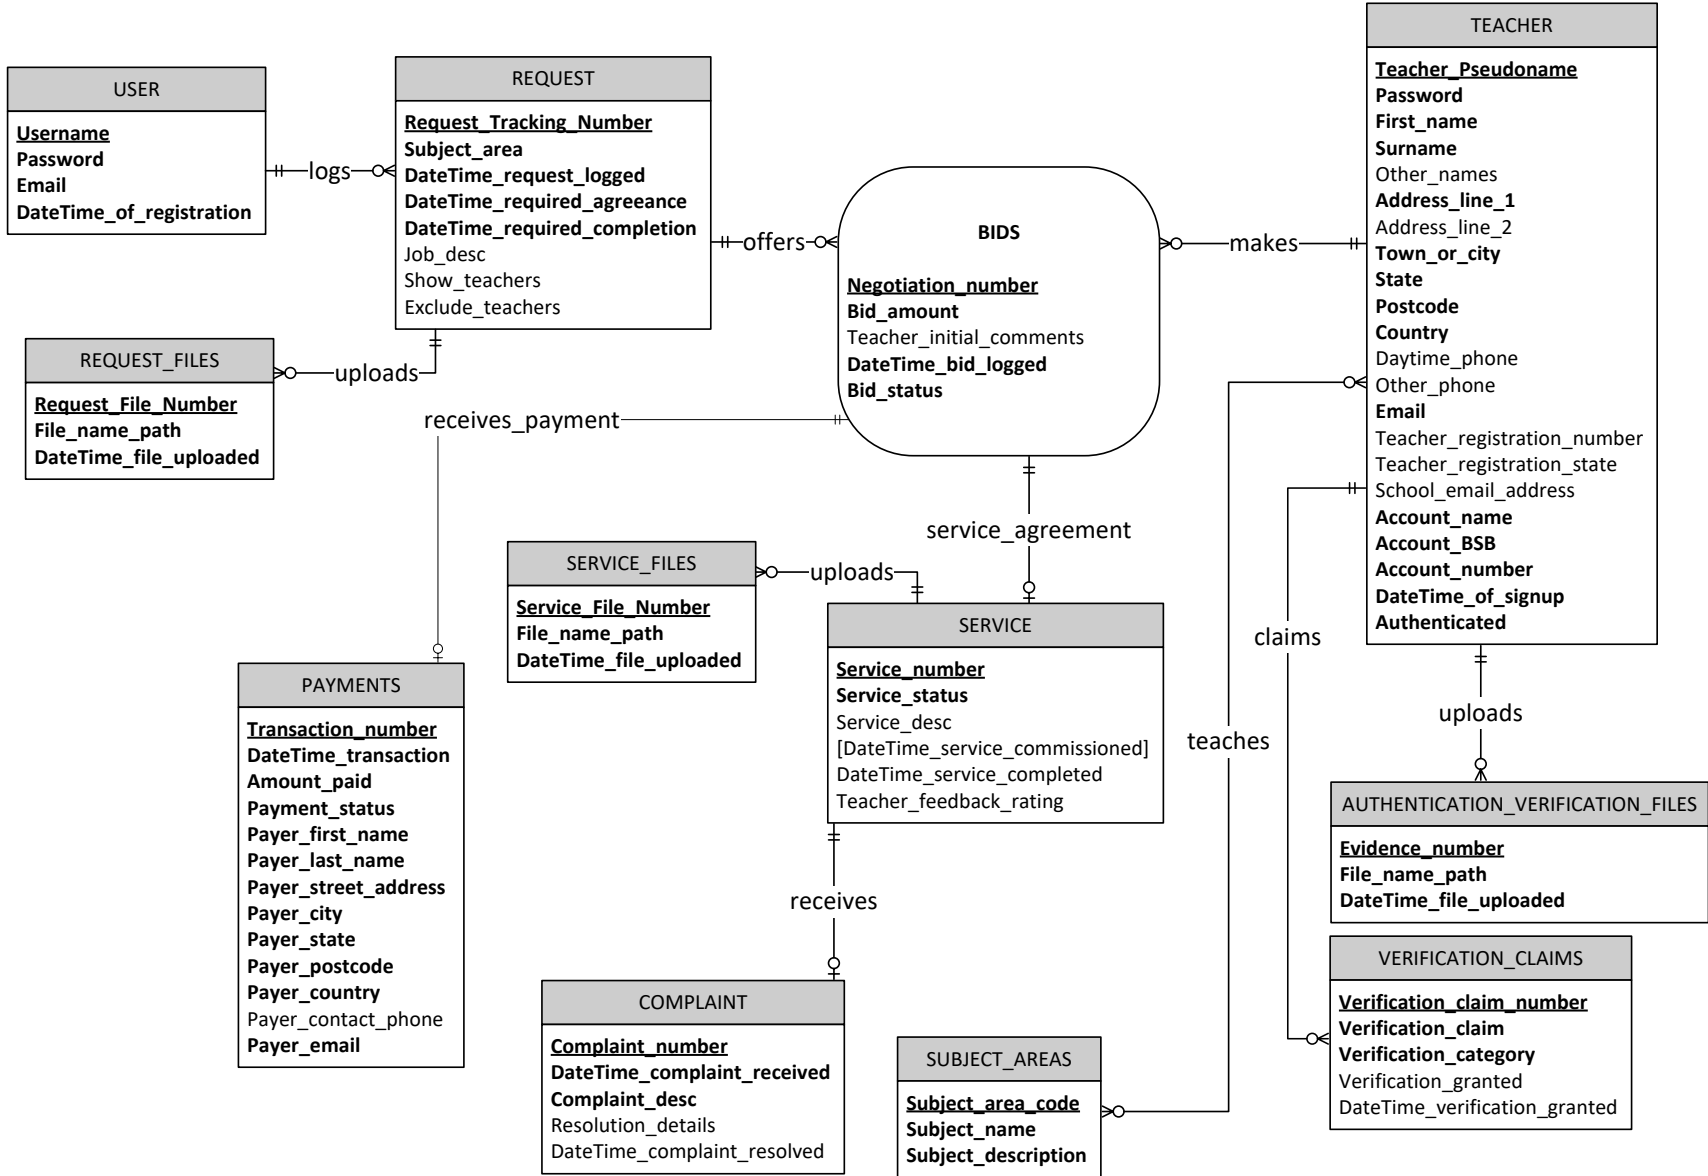 USER
Username
Password
Email
DateTime_of_registration
logs
REQUEST
Request_Tracking_Number
Subject_area
DateTime_request_logged
DateTime_required_agreeance
DateTime_required_completion
Job_desc
Show_teachers
Exclude_teachers
offers
BIDS
Negotiation_number
Bid_amount
Teacher_initial_comments
DateTime_bid_logged
Bid_status
makes
TEACHER
Teacher_Pseudoname
Password
First_name
Surname
Other_names
Address_line_1
Address_line_2
Town_or_city
State
Postcode
Country
Daytime_phone
Other_phone
Email
Teacher_registration_number
Teacher_registration_state
School_email_address
Account_name
Account_BSB
Account_number
DateTime_of_signup
Authenticated
REQUEST_FILES
Request_File_Number
File_name_path
DateTime_file_uploaded
uploads
receives_payment
service_agreement
SERVICE_FILES
Service_File_Number
File_name_path
DateTime_file_uploaded
uploads
SERVICE
Service_number
Service_status
Service_desc
[DateTime_service_commissioned]
DateTime_service_completed
Teacher_feedback_rating
claims
teaches
uploads
PAYMENTS
Transaction_number
DateTime_transaction
Amount_paid
Payment_status
Payer_first_name
Payer_last_name
Payer_street_address
Payer_city
Payer_state
Payer_postcode
Payer_country
Payer_contact_phone
Payer_email
receives
COMPLAINT
Complaint_number
DateTime_complaint_received
Complaint_desc
Resolution_details
DateTime_complaint_resolved
SUBJECT_AREAS
Subject_area_code
Subject_name
Subject_description
AUTHENTICATION_VERIFICATION_FILES
Evidence_number
File_name_path
DateTime_file_uploaded
VERIFICATION_CLAIMS
Verification_claim_number
Verification_claim
Verification_category
Verification_granted
DateTime_verification_granted